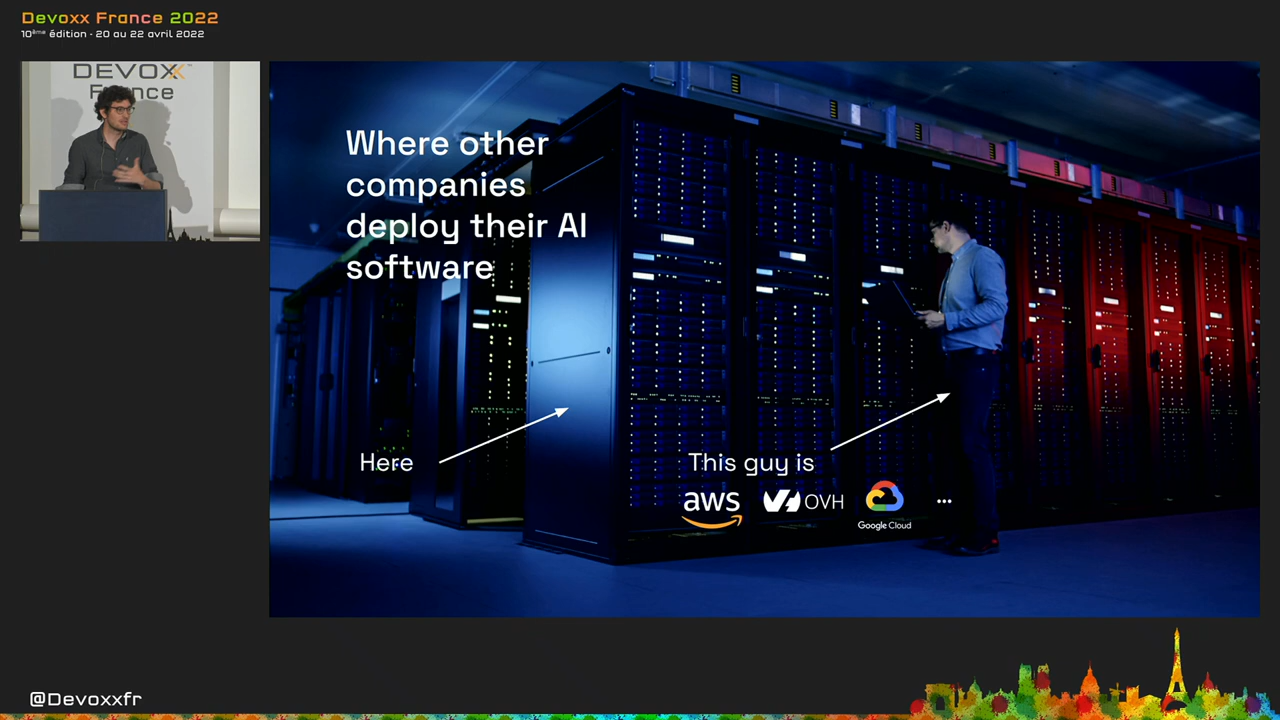 Devoxx France 2022
10ème édition - 20 au 22 avril 2022
DEVOXX
France
Where other
companies
deploy their AI
software
Here
This guy is
aws
OVH
Google Cloud
...
@Devoxxfr